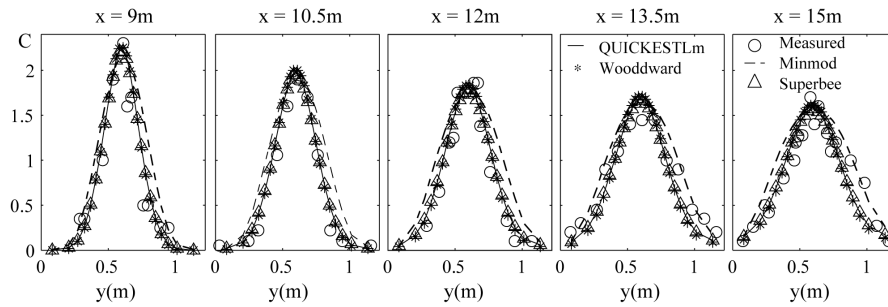 x = 9m
x = 10.5m
x = 12m
x = 13.5m
x = 15m
C
2
1.5
1
0.5
0
QUICKESTLm
Wooddward
Measured
Minmod
Superbee
0 0.5 1
0 0.5 1
0 0.5 1
0 0.5 1
0 0.5 1
y(m)
y(m)
y(m)
y(m)
y(m)